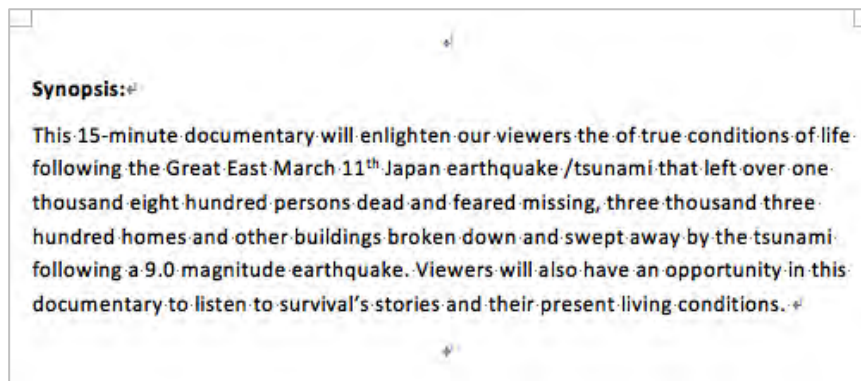 Synopsis:
This 15-minute documentary will enlighten our viewers the of true conditions of life
following the Great East March 11th Japan earthquake /tsunami that left over one
thousand eight hundred persons dead and feared missing, three thousand three
hundred homes and other buildings broken down and swept away by the tsunami
following a 9.0 magnitude earthquake. Viewers will also have an opportunity in this
documentary to listen to survival’s stories and their present living conditions.